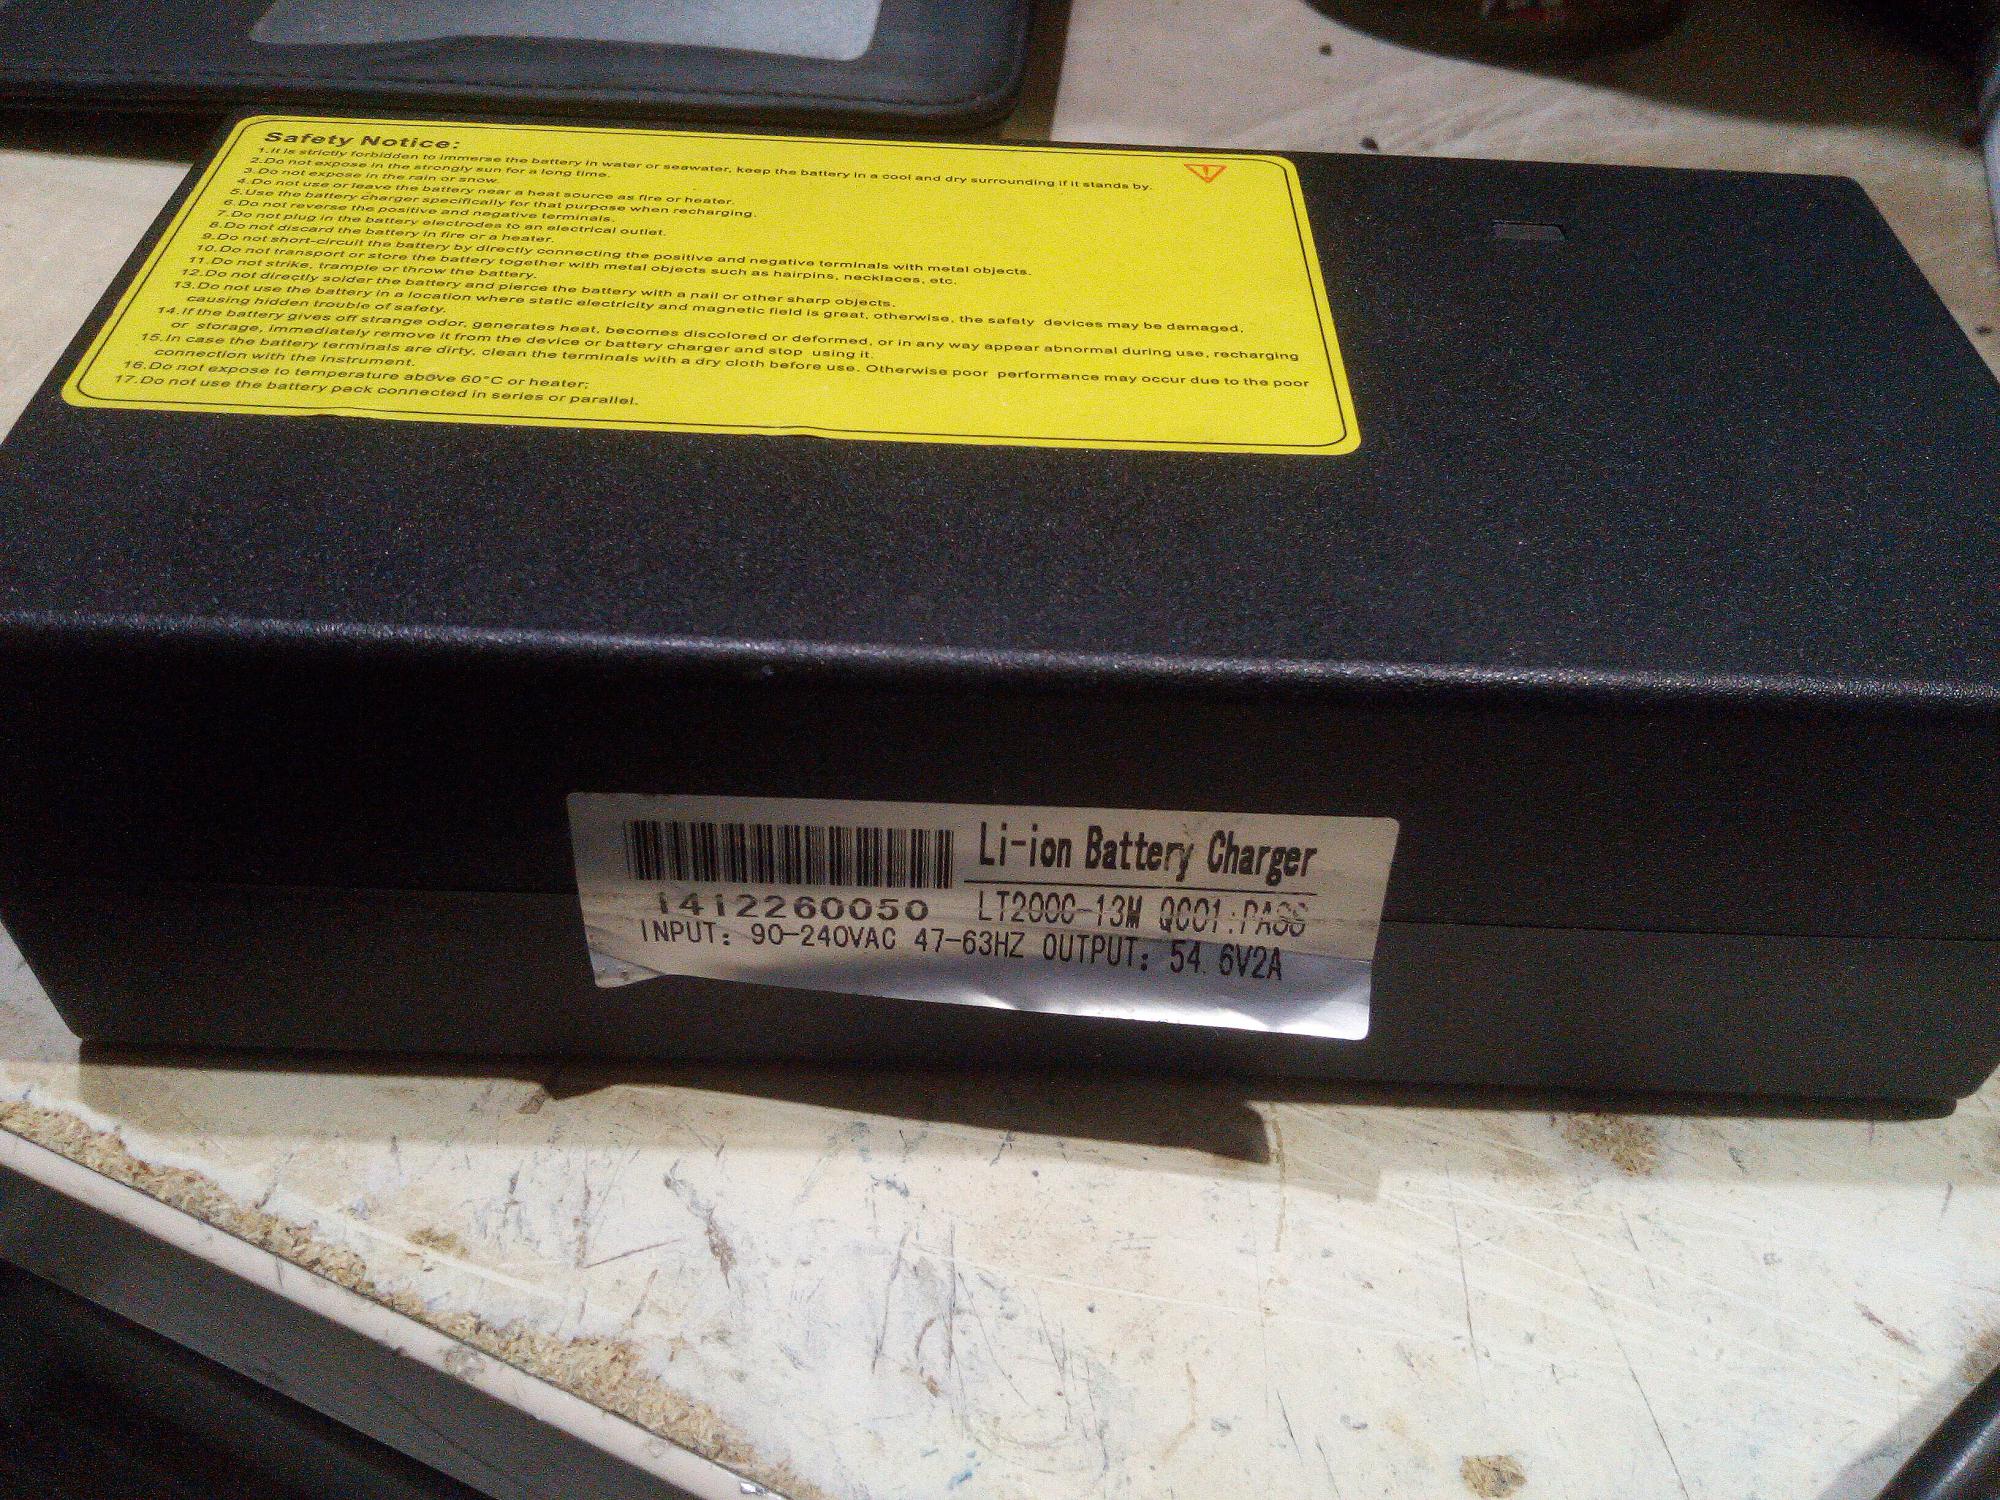 Safety Notice:
1.It is strictly forbidden to immerse the battery in water or seawater, keep the battery in a cool and dry surrounding if it stands by.
2.Do not expose in the strongly sun for a long time.
3.Do not expose in the rain or snow.
4.Do not use or leave the battery near a heat source as fire or heater.
5.Use the battery charger specifically for that purpose when recharging.
6.Do not reverse the positive and negative terminals.
7.Do not plug in the battery electrodes to an electrical outlet.
8.Do not discard the battery in fire or a heater.
9.Do not short-circuit the battery by directly connecting the positive and negative terminals with metal objects.
10.Do not transport or store the battery together with metal objects such as hairpins, necklaces, etc.
11.Do not strike, trample or throw the battery.
12.Do not directly solder the battery and pierce the battery with a nail or other sharp objects.
13.Do not use the battery in a location where static electricity and magnetic field is great, otherwise, the safety devices may be damaged,
causing hidden trouble of safety.
14.If the battery gives off strange odor, generates heat, becomes discolored or deformed, or in any way appear abnormal during use, recharging
or storage, immediately remove it from the device or battery charger and stop using it.
15.In case the battery terminals are dirty, clean the terminals with a dry cloth before use. Otherwise poor performance may occur due to the poor
connection with the instrument.
16.Do not expose to temperature above 60°C or heater;
17.Do not use the battery pack connected in series or parallel.
Li-ion Battery Charger
1412260050 LT200C-13M QC01:PASS
INPUT: 90-240VAC 47-63HZ OUTPUT: 54.6V2A